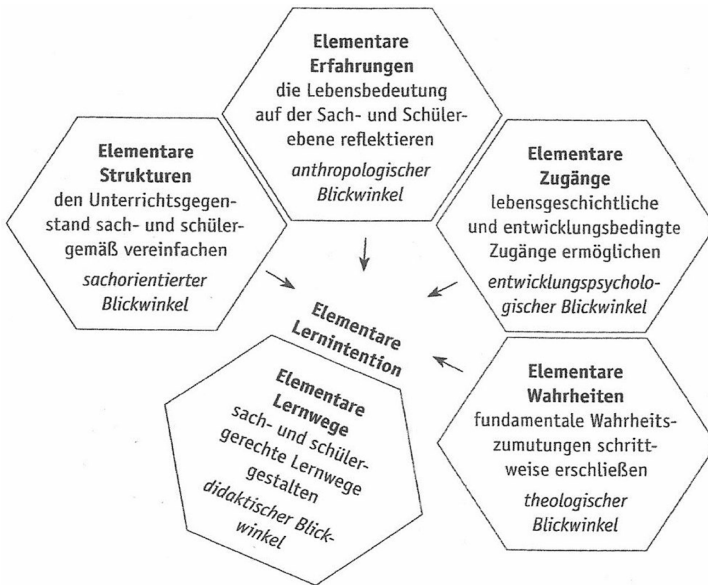 Elementare
Erfahrungen
die Lebensbedeutung
auf der Sach- und Schüler-
ebene reflektieren
anthropologischer
Blickwinkel
Elementare
Strukturen
den Unterrichtsgegen-
stand sach- und schüler-
gemäß vereinfachen
sachorientierter
Blickwinkel
Elementare
Zugänge
lebensgeschichtliche
und entwicklungsbedingte
Zugänge ermöglichen
entwicklungspsycholo-
gischer Blickwinkel
Elementare
Lernintention
Elementare
Lernwege
sach- und schüler-
gerechte Lernwege
gestalten
didaktischer Blick-
winkel
Elementare
Wahrheiten
fundamentale Wahrheits-
zumutungen schritt-
weise erschließen
theologischer
Blickwinkel